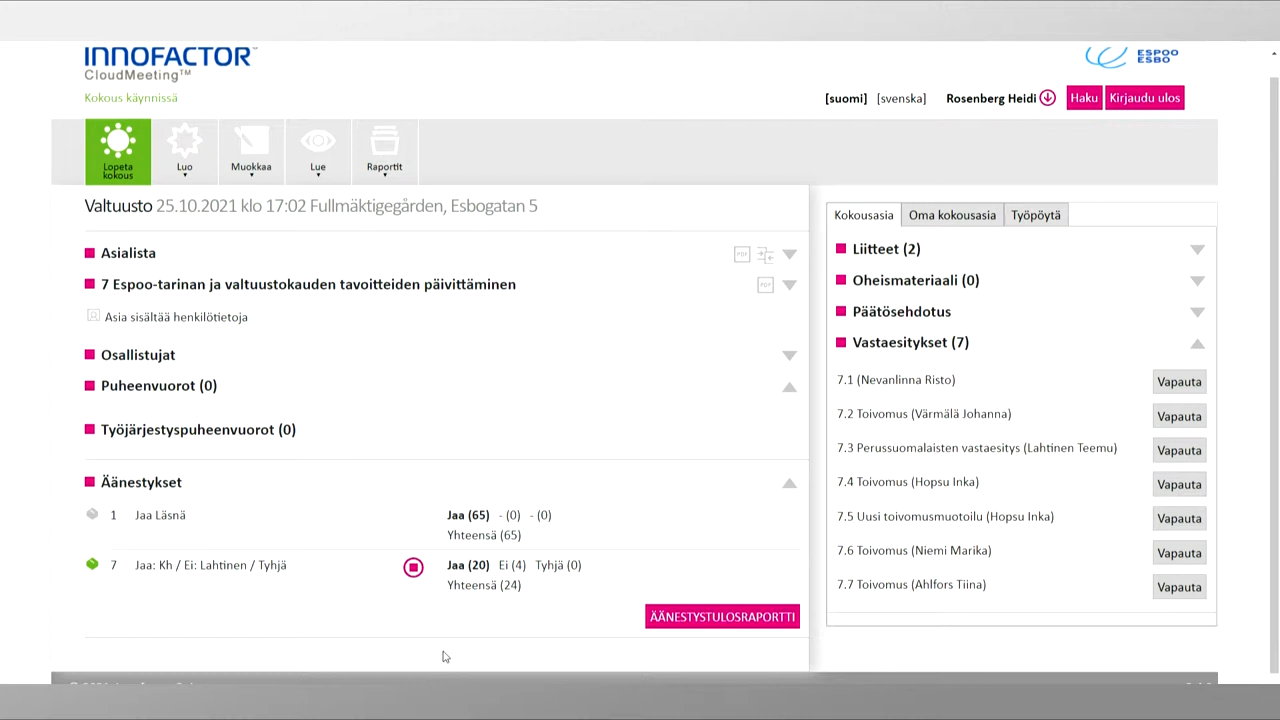 INNOFACTOR™
CloudMeeting™
ESPOO
ESBO
Kokous käynnissä
[suomi] [svenska] Rosenberg Heidi Haku Kirjaudu ulos
Lopeta kokous
Luo
Muokkaa
Lue
Raportit
Valtuusto 25.10.2021 klo 17:02 Fullmäktigegården, Esbogatan 5
Asialista
PDF
7 Espoo-tarinan ja valtuustokauden tavoitteiden päivittäminen
PDF
Asia sisältää henkilötietoja
Osallistujat
Puheenvuorot (0)
Työjärjestyspuheenvuorot (0)
Äänestykset
1 Jaa Läsnä Jaa (65) - (0) - (0)
Yhteensä (65)
7 Jaa: Kh / Ei: Lahtinen / Tyhjä Jaa (20) Ei (4) Tyhjä (0)
Yhteensä (24)
ÄÄNESTYSTULOSRAPORTTI
Kokousasia Oma kokousasia Työpöytä
Liitteet (2)
Oheismateriaali (0)
Päätösehdotus
Vastaesitykset (7)
7.1 (Nevanlinna Risto) Vapauta
7.2 Toivomus (Värmälä Johanna) Vapauta
7.3 Perussuomalaisten vastaesitys (Lahtinen Teemu) Vapauta
7.4 Toivomus (Hopsu Inka) Vapauta
7.5 Uusi toivomusmuotoilu (Hopsu Inka) Vapauta
7.6 Toivomus (Niemi Marika) Vapauta
7.7 Toivomus (Ahlfors Tiina) Vapauta